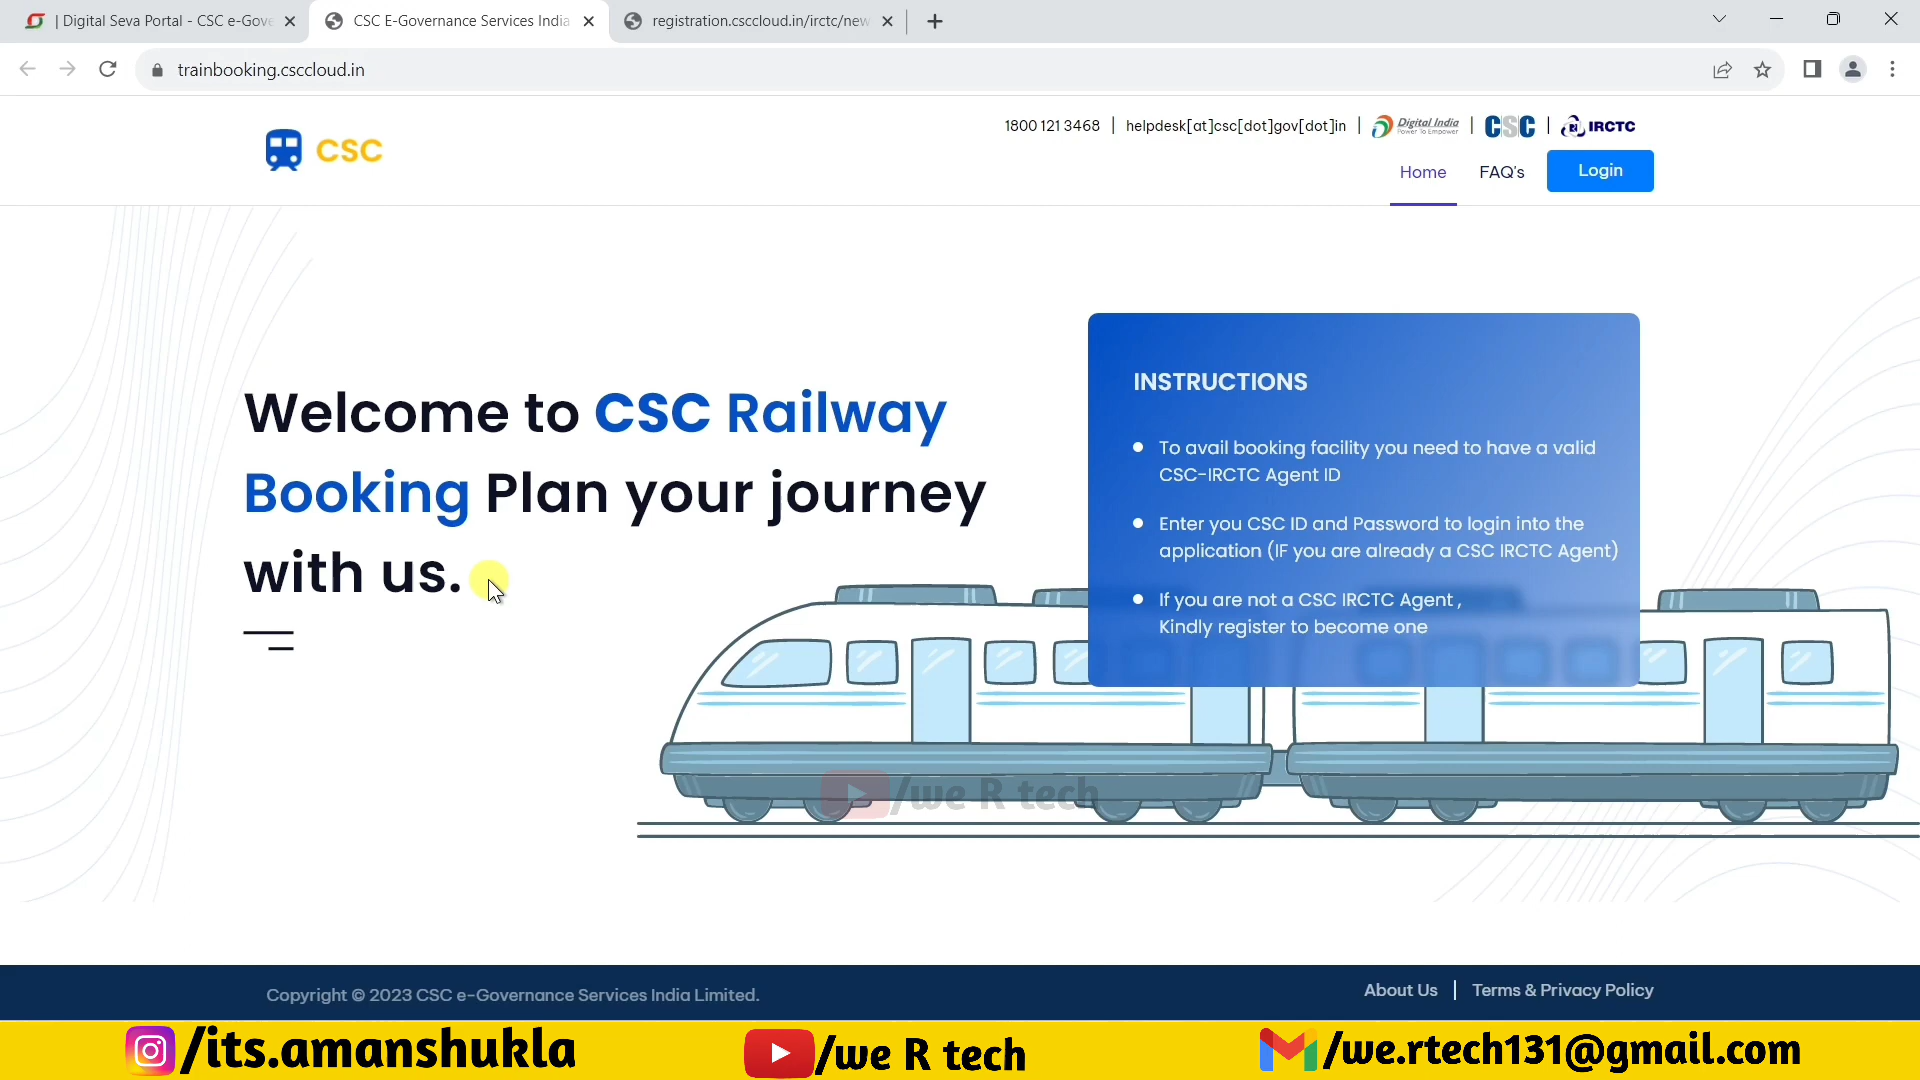 | Digital Seva Portal - CSC e-Gove
CSC E-Governance Services India
registration.csccloud.in/irctc/new
trainbooking.csccloud.in
CSC
1800 121 3468 | helpdesk[at]csc[dot]gov[dot]in | Digital India Power To Empower | CSC | IRCTC
Home FAQ's Login
Welcome to CSC Railway
Booking Plan your journey
with us.
INSTRUCTIONS
To avail booking facility you need to have a valid
CSC-IRCTC Agent ID
Enter you CSC ID and Password to login into the
application (IF you are already a CSC IRCTC Agent)
If you are not a CSC IRCTC Agent ,
Kindly register to become one
/we R tech
Copyright © 2023 CSC e-Governance Services India Limited.
About Us | Terms & Privacy Policy
/its.amanshukla
/we R tech
/we.rtech131@gmail.com